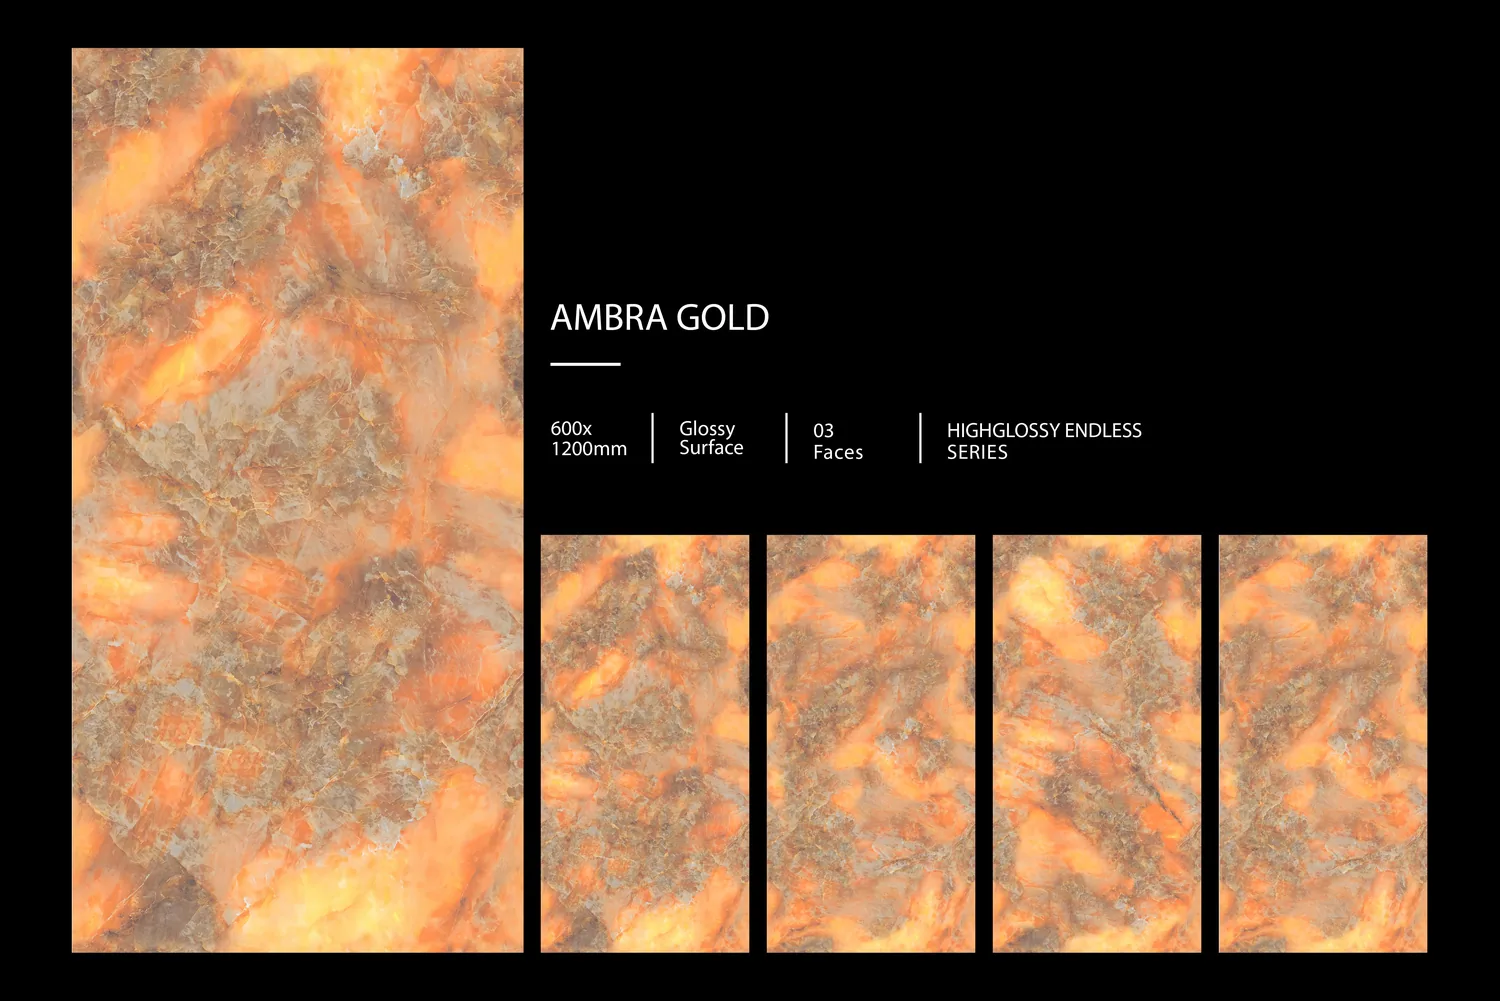 AMBRA GOLD
600x
1200mm
Glossy
Surface
03
Faces
HIGHGLOSSY ENDLESS
SERIES